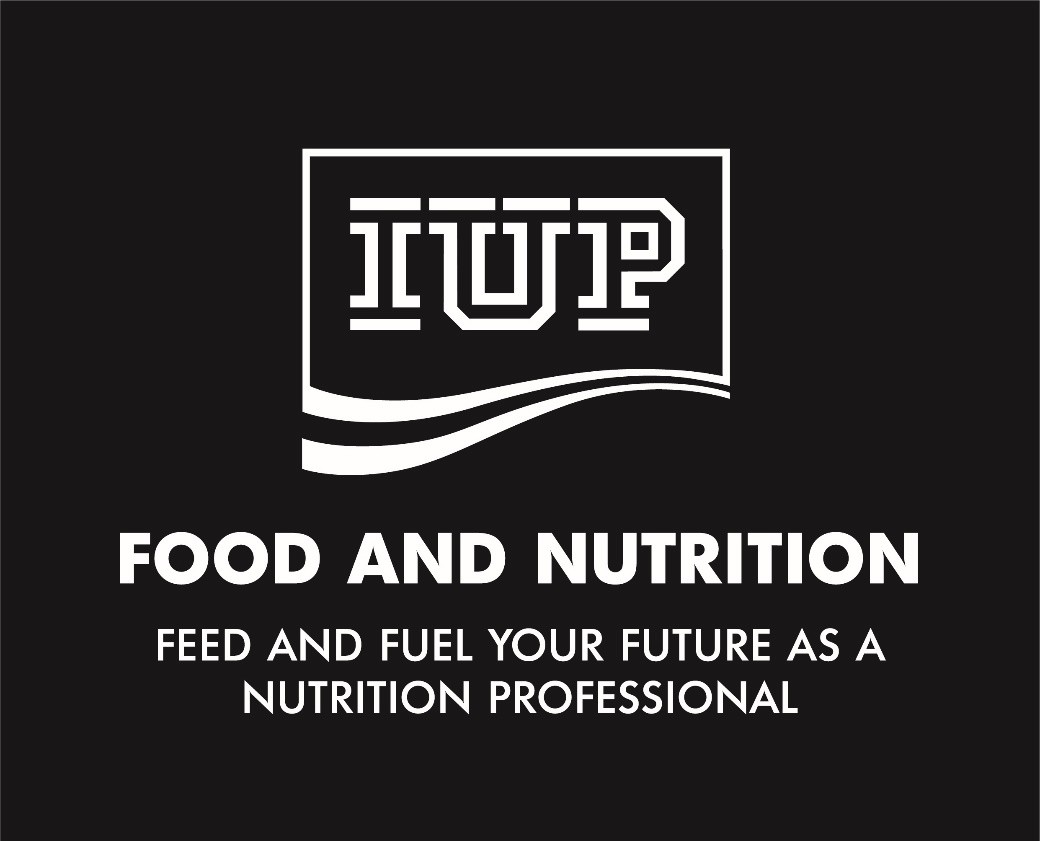 IUP
FOOD AND NUTRITION
FEED AND FUEL YOUR FUTURE AS A
NUTRITION PROFESSIONAL